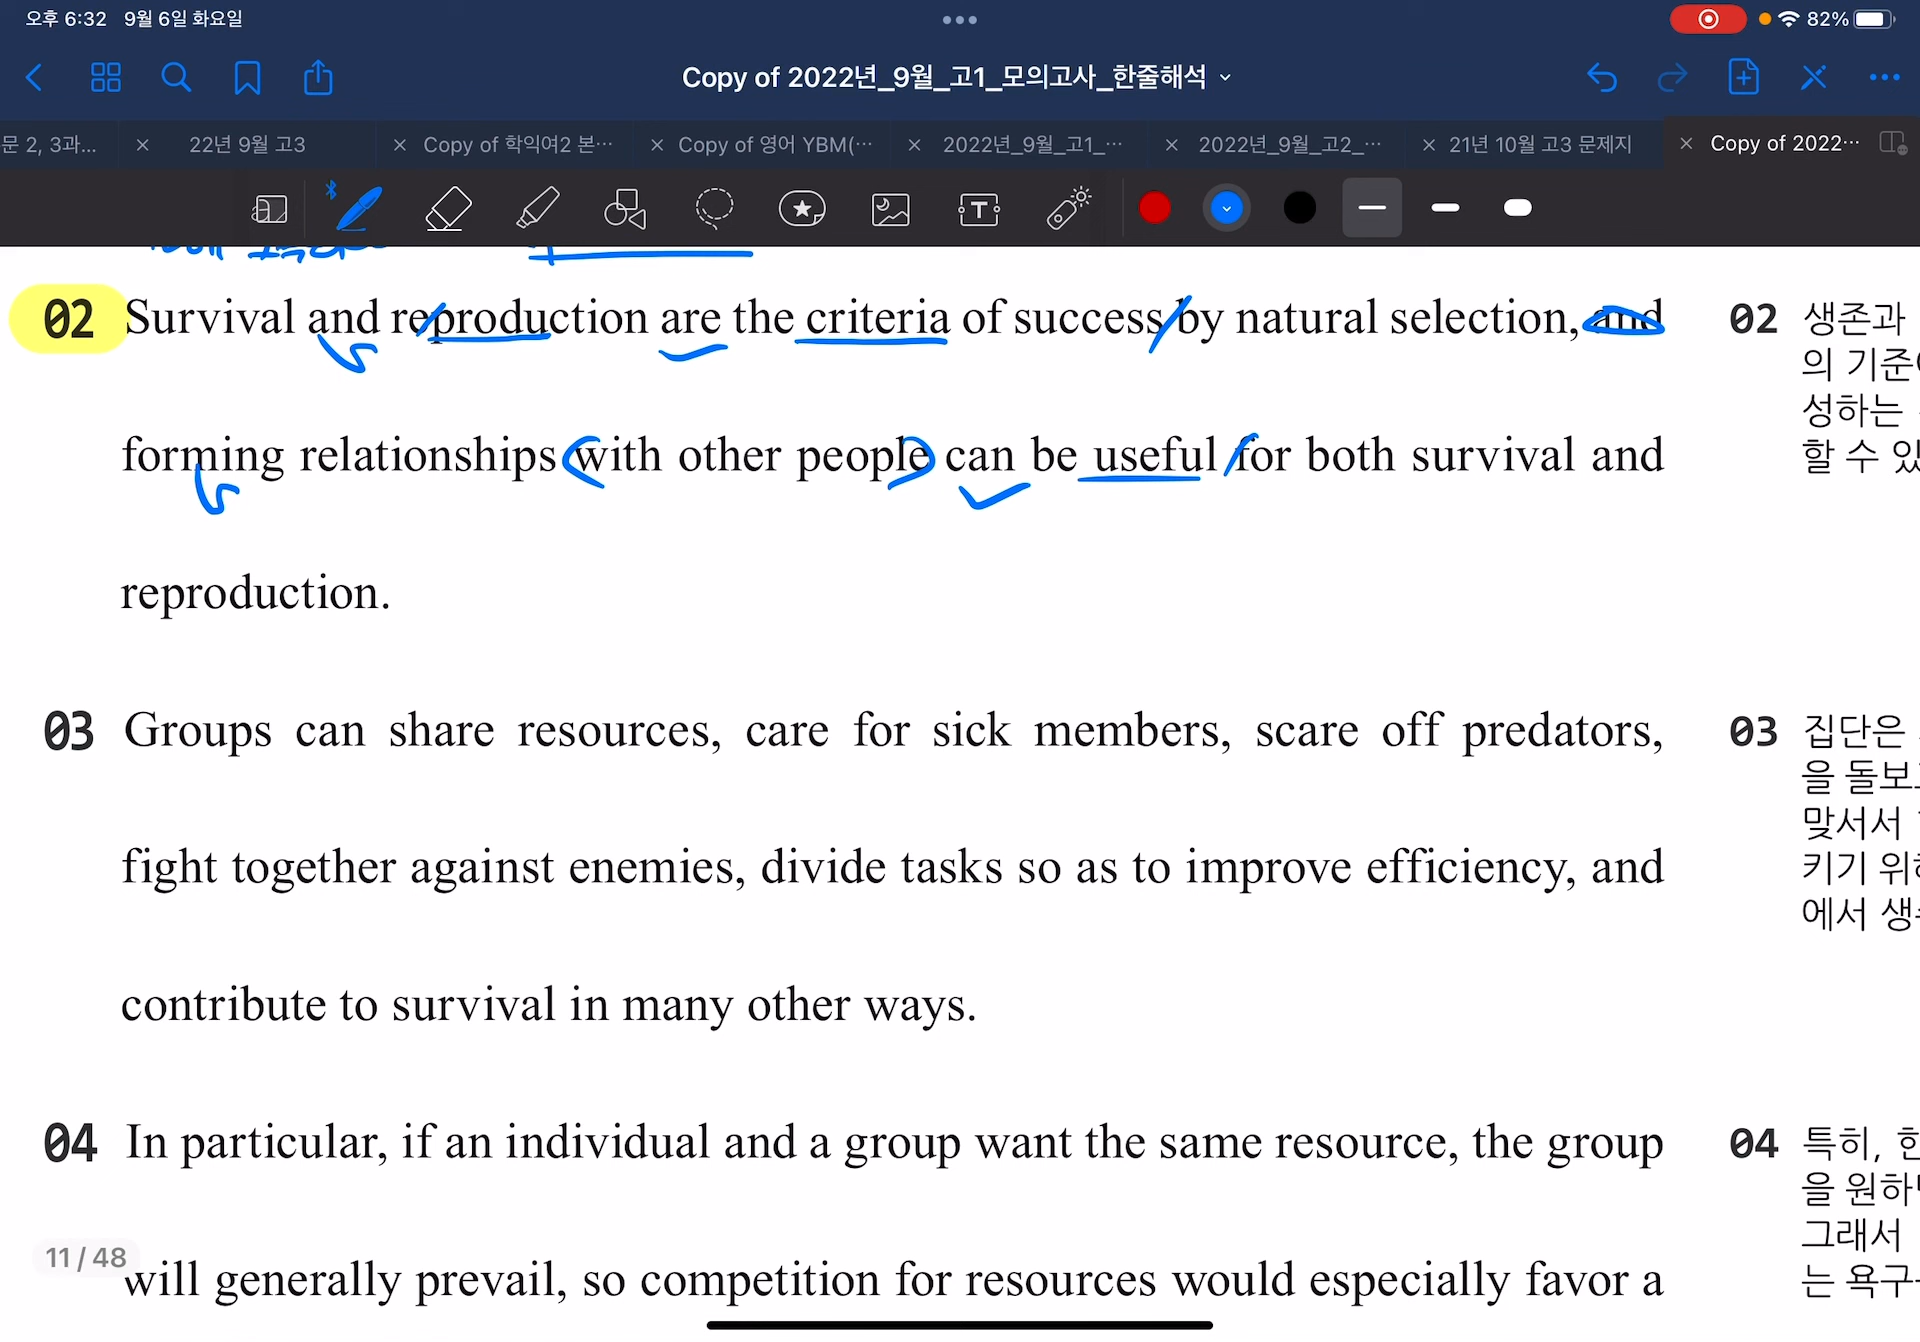 오후 6:32 9월 6일 화요일
82%
Copy of 2022년_9월_고1_모의고사_한줄해석
문 2, 3과...
22년 9월 고3
Copy of 학익여2 본…
Copy of 영어 YBM(…
2022년_9월_고1_…
2022년_9월_고2_…
21년 10월 고3 문제지
Copy of 2022…
02 Survival and reproduction are the criteria of success by natural selection, and
forming relationships with other people can be useful for both survival and
reproduction.
02 생존과
의 기준
성하는
할 수 있
03 Groups can share resources, care for sick members, scare off predators,
fight together against enemies, divide tasks so as to improve efficiency, and
contribute to survival in many other ways.
03 집단은
을 돌보
맞서서
키기 위
에서 생
04 In particular, if an individual and a group want the same resource, the group
will generally prevail, so competition for resources would especially favor a
04 특히, 한
을 원하
그래서
는 욕구
11 / 48